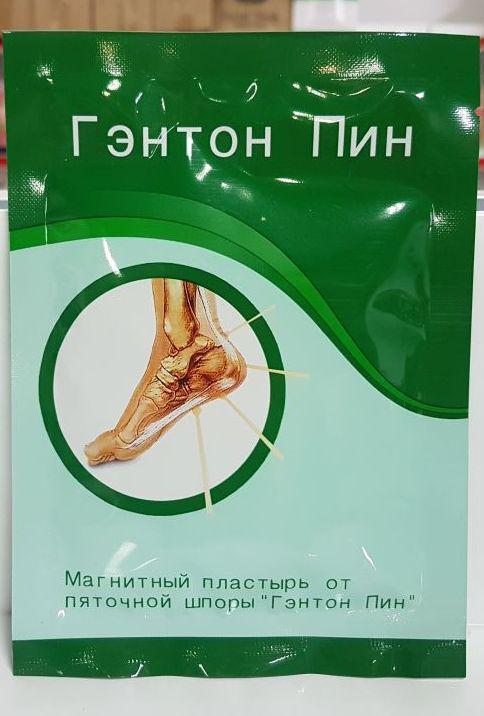 Гэнтон Пин
Магнитный пластырь от
пяточной шпоры "Гэнтон Пин"